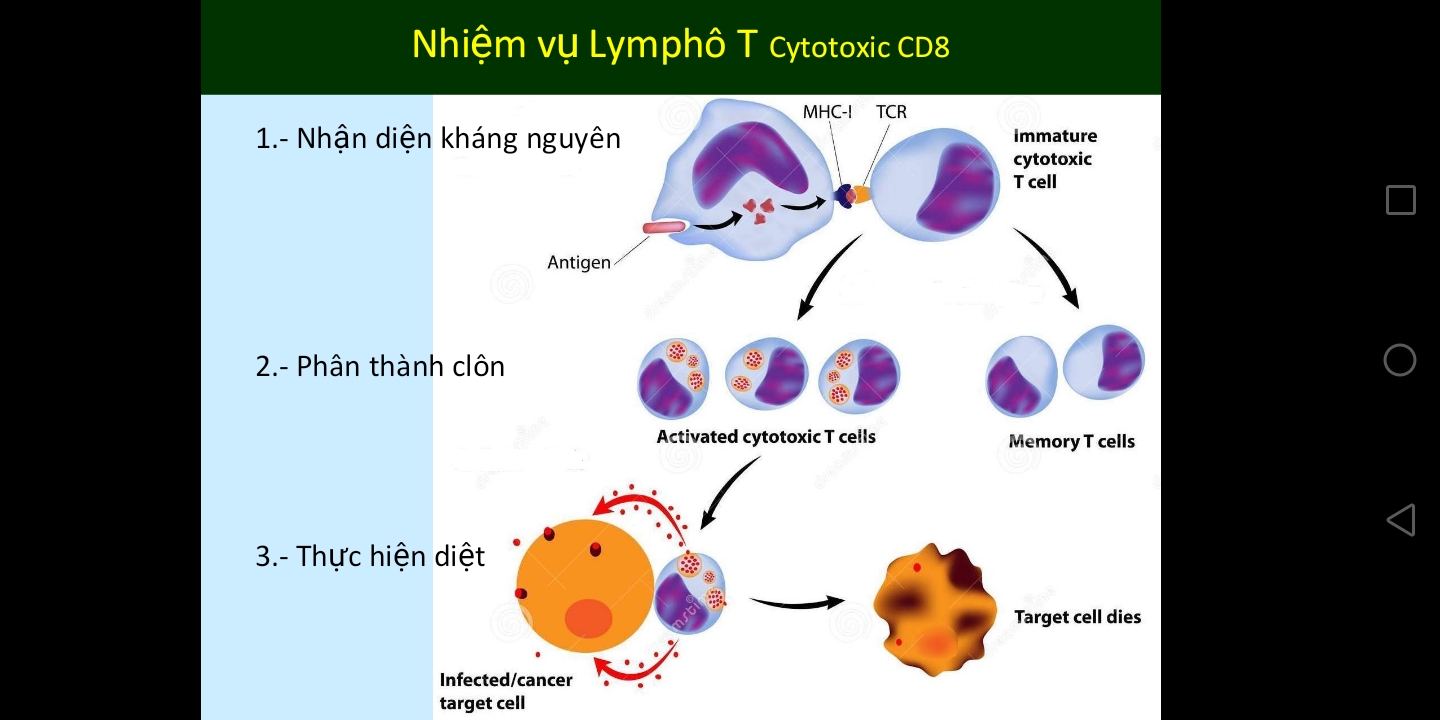 Nhiệm vụ Lymphô T Cytotoxic CD8
1.- Nhận diện kháng nguyên
MHC-I
TCR
Immature
cytotoxic
T cell
Antigen
2.- Phân thành clôn
Activated cytotoxic T cells
Memory T cells
3.- Thực hiện diệt
Target cell dies
Infected/cancer
target cell